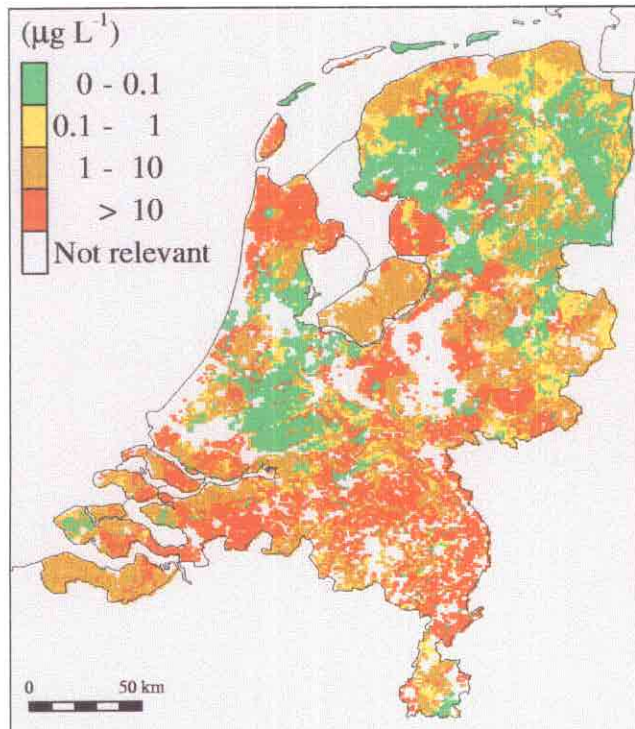 (µg L⁻¹)
0 - 0.1
0.1 - 1
1 - 10
> 10
Not relevant
0 50 km